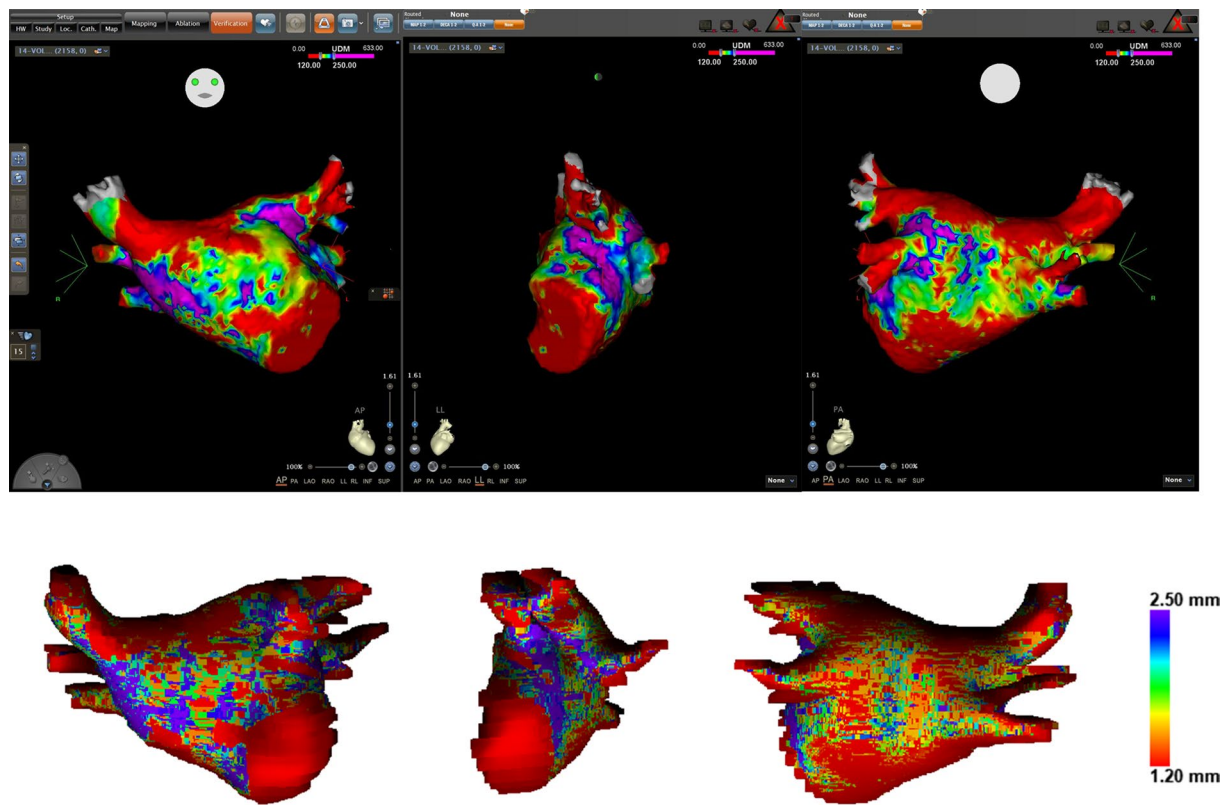 Setup
HW Study Loc. Cath. Map
Mapping
Ablation
Verification
Routed
None
None
Routed
None
None
14-VOL... (2158, 0)
14-VOL... (2158, 0)
14-VOL... (2158, 0)
0.00 UDM 633.00
120.00 250.00
0.00 UDM 633.00
120.00 250.00
0.00 UDM 633.00
120.00 250.00
R
R
15
1.61
1.61
1.61
AP
LL
PA
100%
100%
100%
AP PA LAO RAO LL RL INF SUP
AP PA LAO RAO LL RL INF SUP
AP PA LAO RAO LL RL INF SUP
None
None
2.50 mm
1.20 mm